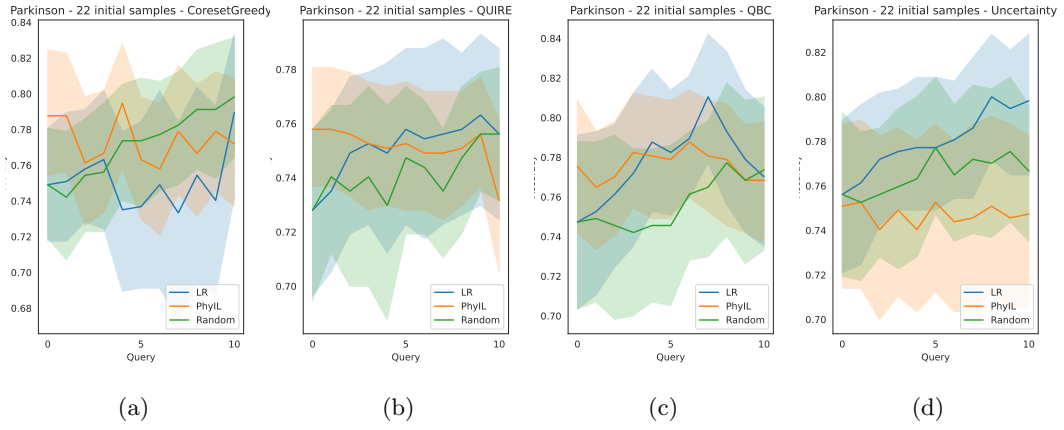 Parkinson - 22 initial samples - CoresetGreedy
0.84
0.82
0.80
0.78
0.76
0.74
0.72
0.70
0.68
0
5
10
Query
LR
PhyIL
Random
(a)
Parkinson - 22 initial samples - QUIRE
0.78
0.76
0.74
0.72
0.70
0
5
10
Query
LR
PhyIL
Random
(b)
Parkinson - 22 initial samples - QBC
0.84
0.82
0.80
0.78
0.76
0.74
0.72
0.70
0
5
10
Query
LR
PhyIL
Random
(c)
Parkinson - 22 initial samples - Uncertainty
0.82
0.80
0.78
0.76
0.74
0.72
0.70
0
5
10
Query
LR
PhyIL
Random
(d)